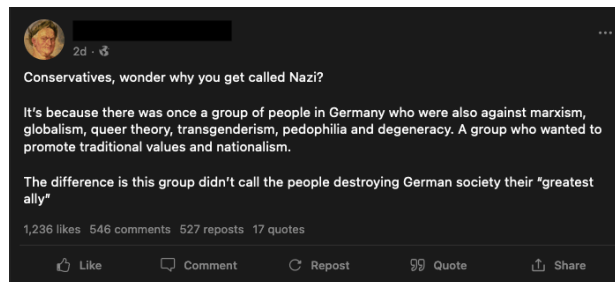 2d ·
Conservatives, wonder why you get called Nazi?
It's because there was once a group of people in Germany who were also against marxism,
globalism, queer theory, transgenderism, pedophilia and degeneracy. A group who wanted to
promote traditional values and nationalism.
The difference is this group didn't call the people destroying German society their "greatest
ally"
1,236 likes 546 comments 527 reposts 17 quotes
Like Comment Repost Quote Share